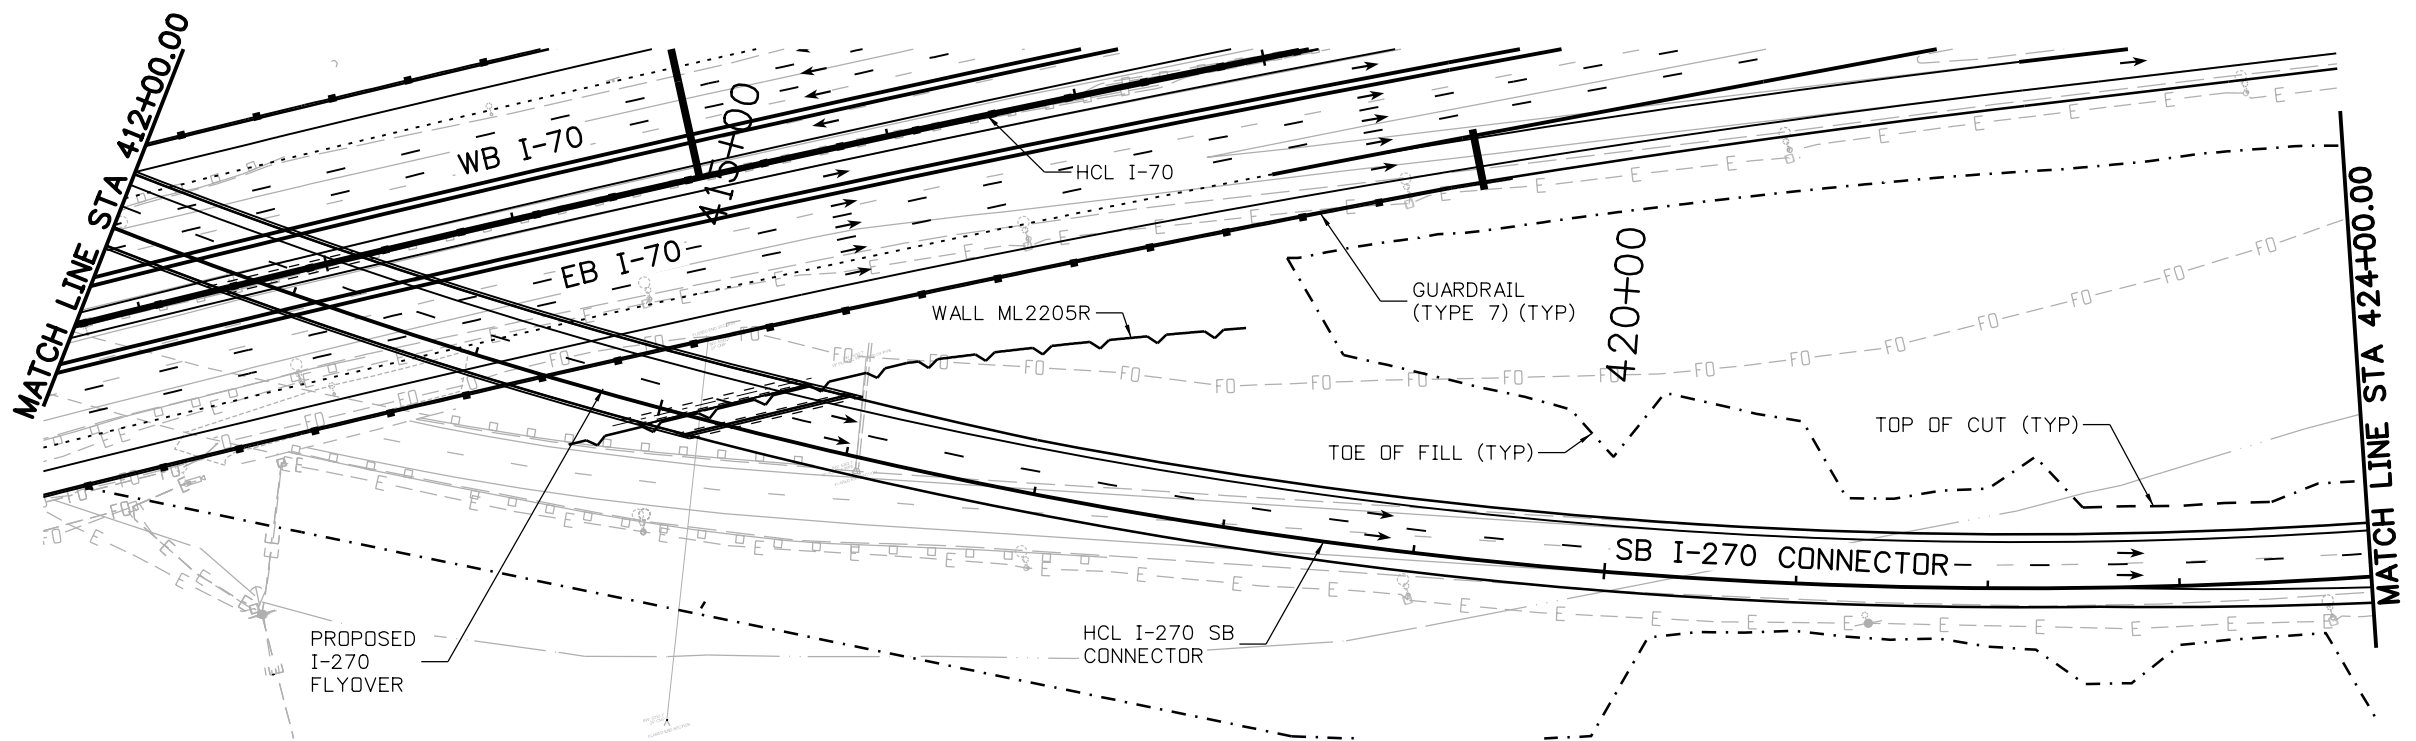 MATCH LINE STA 412+00.00
WB I-70
415+00
HCL I-70
EB I-70
WALL ML2205R
GUARDRAIL
(TYPE 7) (TYP)
420+00
TOE OF FILL (TYP)
TOP OF CUT (TYP)
MATCH LINE STA 424+00.00
SB I-270 CONNECTOR
PROPOSED
I-270
FLYOVER
HCL I-270 SB
CONNECTOR